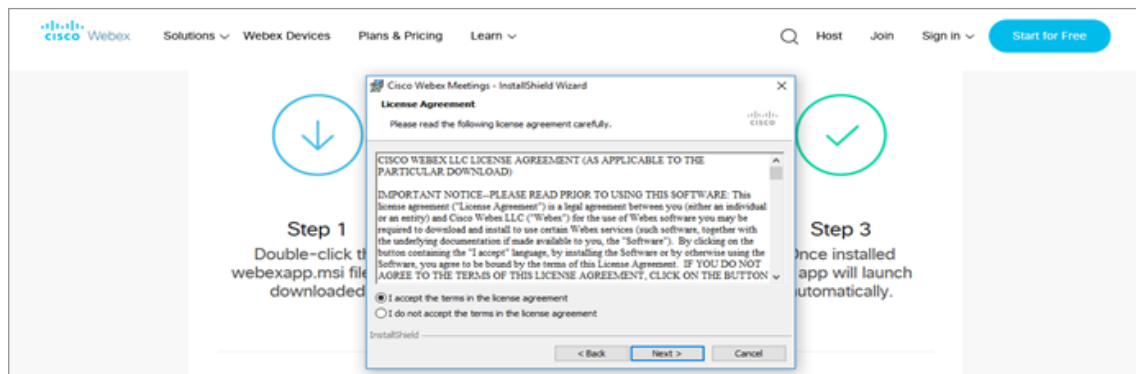 CISCO Webex Solutions Webex Devices Plans & Pricing Learn Host Join Sign in Start for Free
Cisco Webex Meetings - InstallShield Wizard
License Agreement
Please read the following license agreement carefully.
CISCO
CISCO WEBEX LLC LICENSE AGREEMENT (AS APPLICABLE TO THE
PARTICULAR DOWNLOAD)
IMPORTANT NOTICE--PLEASE READ PRIOR TO USING THIS SOFTWARE: This
license agreement ("License Agreement") is a legal agreement between you (either an individual
or an entity) and Cisco Webex LLC ("Webex") for the use of Webex software you may be
required to download and install to use certain Webex services (such software, together with
the underlying documentation if made available to you, the "Software"). By clicking on the
button containing the "I accept" language, by installing the Software or by otherwise using the
Software, you agree to be bound by the terms of this License Agreement. IF YOU DO NOT
AGREE TO THE TERMS OF THIS LICENSE AGREEMENT, CLICK ON THE BUTTON
I accept the terms in the license agreement
I do not accept the terms in the license agreement
InstallShield
< Back Next > Cancel
Step 1
Double-click
webexapp.msi
downloaded
Step 3
installed
app will launch